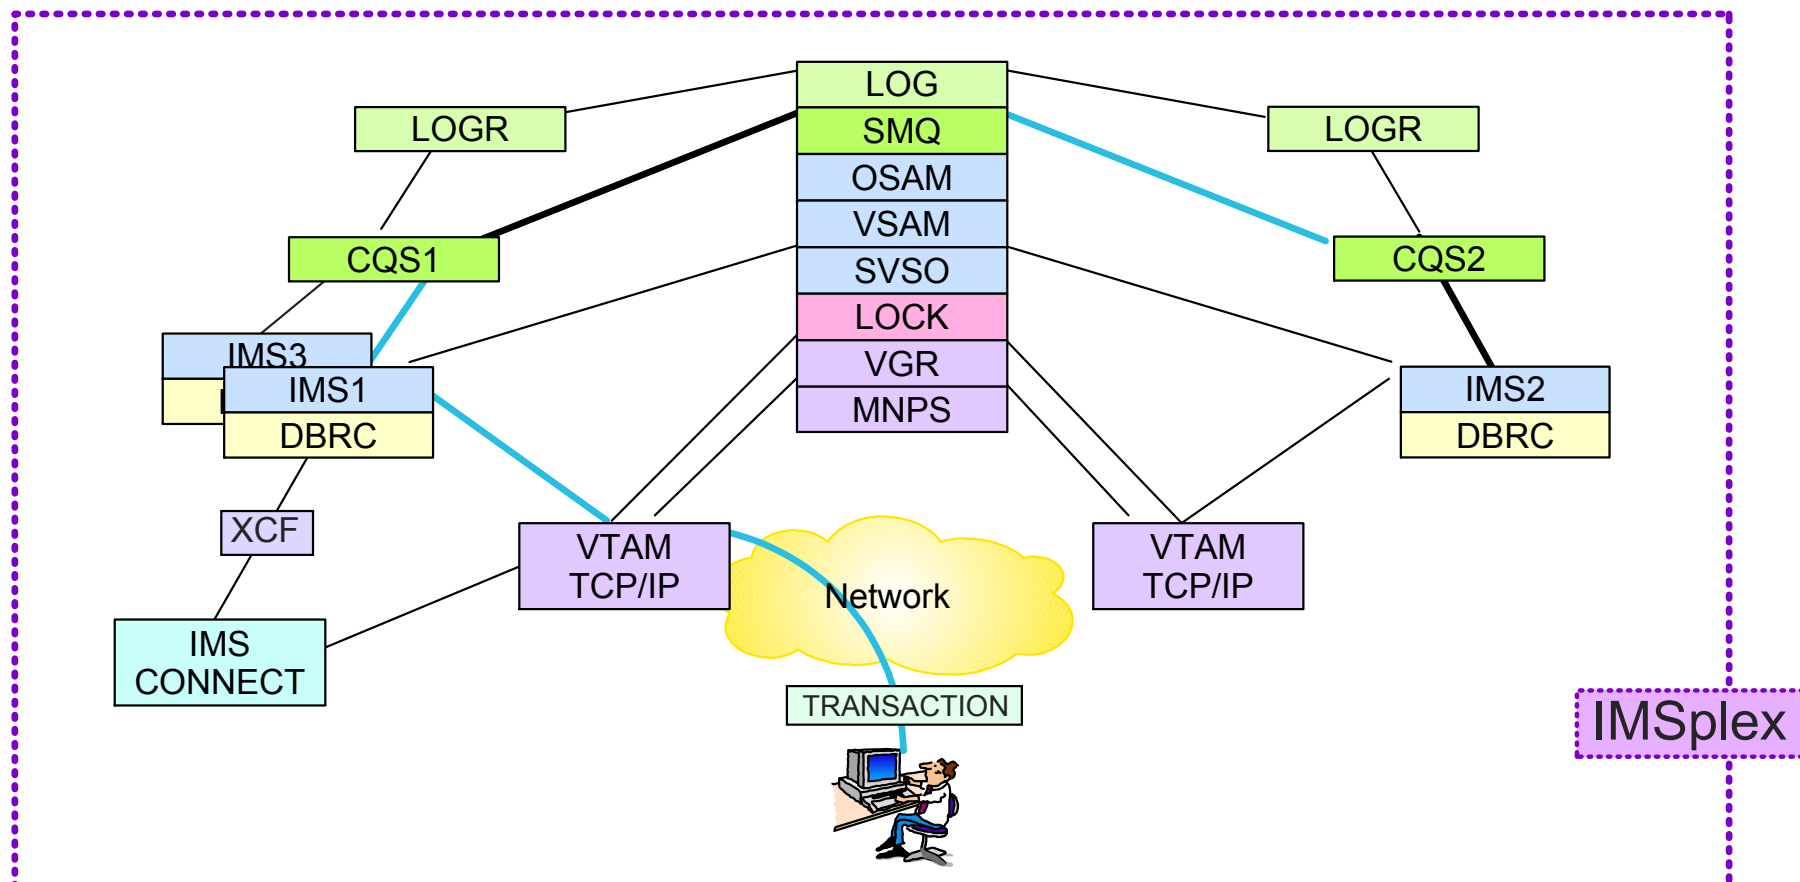 LOG
LOGR
SMQ
LOGR
OSAM
VSAM
CQS1
SVSO
CQS2
LOCK
IMS3
VGR
IMS1
IMS2
MNPS
DBRC
DBRC
XCF
VTAM
TCP/IP
Network
VTAM
TCP/IP
IMS
CONNECT
TRANSACTION
IMSplex